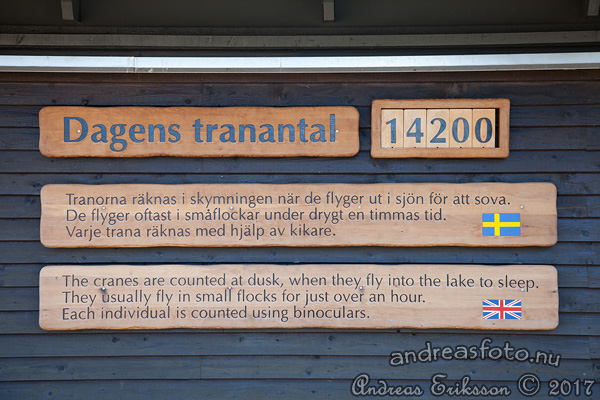 Dagens tranantal 14200
Tranorna räknas i skymningen när de flyger ut i sjön för att sova.
De flyger oftast i småflockar under drygt en timmas tid.
Varje trana räknas med hjälp av kikare.
The cranes are counted at dusk, when they fly into the lake to sleep.
They usually fly in small flocks for just over an hour.
Each individual is counted using binoculars.
andreasfoto.nu
Andreas Eriksson © 2017